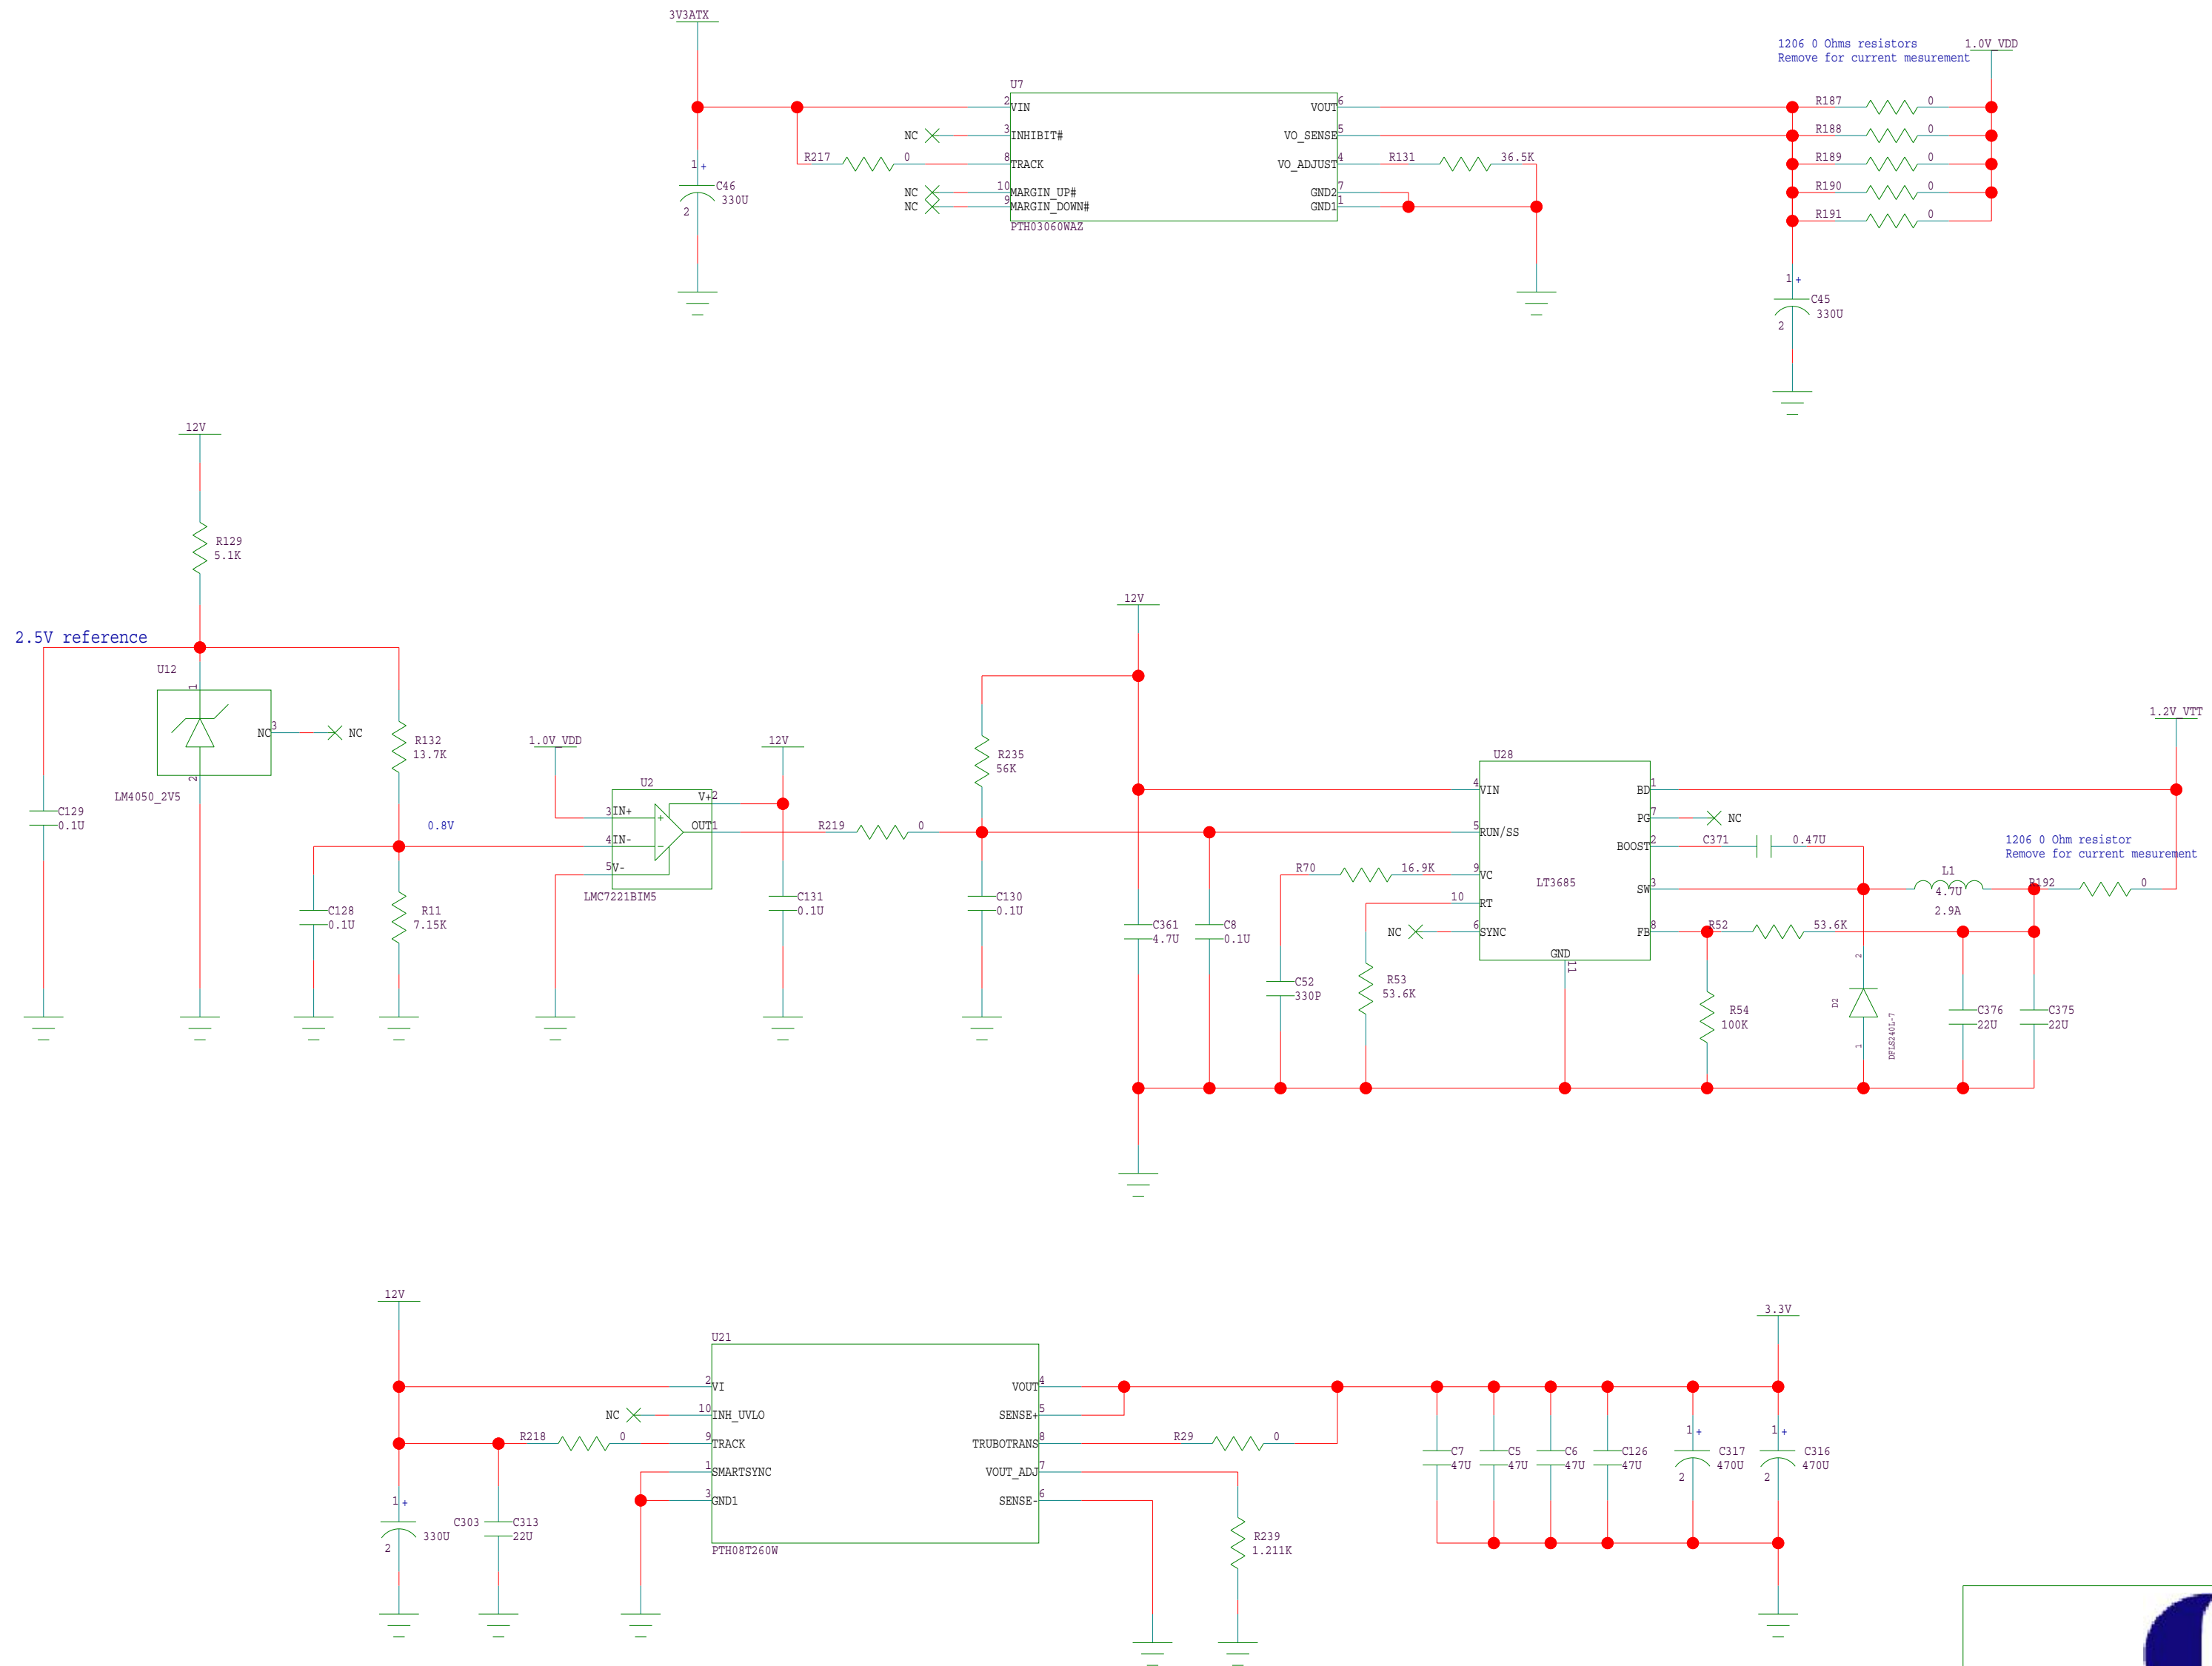 3V3ATX
1206 0 Ohms resistors
Remove for current mesurement
1.0V_VDD
U7
2 VIN
VOUT 6
R187 0
NC 3 INHIBIT#
VO_SENSE 5
R188 0
R217 0
8 TRACK
VO_ADJUST 4
R131 36.5K
R189 0
1 +
C46
330U
2
NC 10 MARGIN_UP#
GND2 7
R190 0
NC 9 MARGIN_DOWN#
GND1 1
R191 0
PTH03060WAZ
1 +
C45
330U
2
12V
R129
5.1K
2.5V reference
U12
1
NC 3 NC
2
LM4050_2V5
C129
0.1U
R132
13.7K
0.8V
C128
0.1U
R11
7.15K
1.0V_VDD
12V
U2
V+ 2
3 IN+
OUT 1
4 IN-
5 V-
LMC7221BIM5
R219 0
C131
0.1U
12V
R235
56K
C130
0.1U
C361
4.7U
C8
0.1U
U28
4 VIN
BD 1
PG 7 NC
5 RUN/SS
BOOST 2
C371 0.47U
R70 16.9K
9 VC
LT3685
SW 3
10 RT
NC 6 SYNC
FB 8
GND
11
C52
330P
R53
53.6K
R52 53.6K
R54
100K
2
D2
1
DFLS240L-7
L1
4.7U
2.9A
1.2V_VTT
1206 0 Ohm resistor
Remove for current mesurement
R192 0
C376
22U
C375
22U
12V
3.3V
U21
2 VI
VOUT 4
NC 10 INH_UVLO
SENSE+ 5
R218 0
9 TRACK
TRUBOTRANS 8
R29 0
1 SMARTSYNC
VOUT_ADJ 7
3 GND1
SENSE- 6
PTH08T260W
1 +
330U
2
C303
C313
22U
R239
1.211K
C7
47U
C5
47U
C6
47U
C126
47U
1 +
C317
470U
2
1 +
C316
470U
2